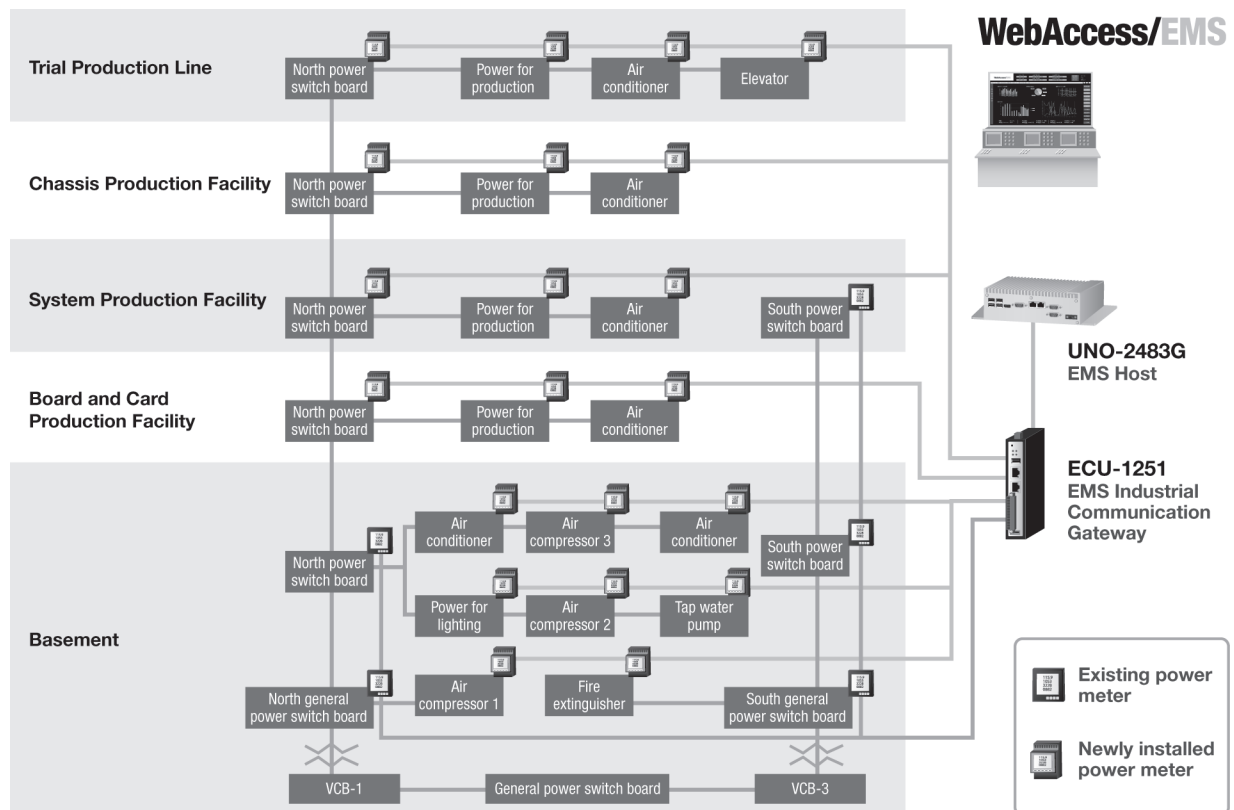 WebAccess/EMS
Trial Production Line
North power
switch board
Power for
production
Air
conditioner
Elevator
Chassis Production Facility
North power
switch board
Power for
production
Air
conditioner
System Production Facility
North power
switch board
Power for
production
Air
conditioner
South power
switch board
UNO-2483G
EMS Host
Board and Card
Production Facility
North power
switch board
Power for
production
Air
conditioner
ECU-1251
EMS Industrial
Communication
Gateway
Basement
North power
switch board
Air
conditioner
Air
compressor 3
Air
conditioner
South power
switch board
Power for
lighting
Air
compressor 2
Tap water
pump
North general
power switch board
Air
compressor 1
Fire
extinguisher
South general
power switch board
VCB-1
General power switch board
VCB-3
Existing power
meter
Newly installed
power meter